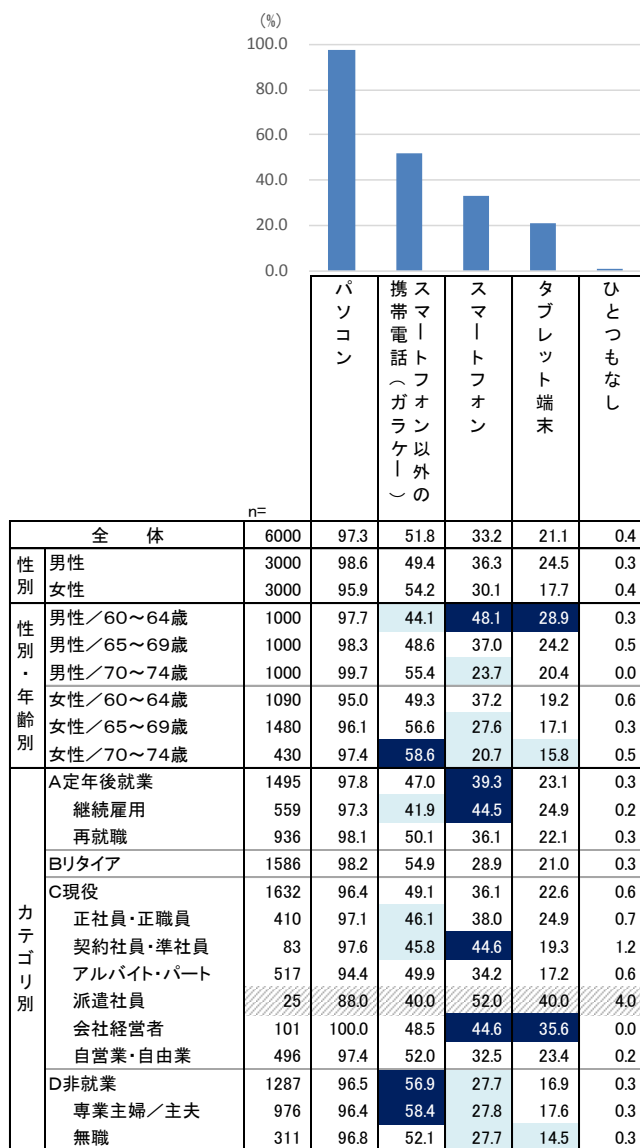 (%)
100.0
80.0
60.0
40.0
20.0
0.0
パソコン
スマートフォン以外の
携帯電話（ガラケー）
スマートフォン
タブレット端末
ひとつもなし
n=
全 体 6000 97.3 51.8 33.2 21.1 0.4
性別
男性 3000 98.6 49.4 36.3 24.5 0.3
女性 3000 95.9 54.2 30.1 17.7 0.4
性別・年齢別
男性／60～64歳 1000 97.7 44.1 48.1 28.9 0.3
男性／65～69歳 1000 98.3 48.6 37.0 24.2 0.5
男性／70～74歳 1000 99.7 55.4 23.7 20.4 0.0
女性／60～64歳 1090 95.0 49.3 37.2 19.2 0.6
女性／65～69歳 1480 96.1 56.6 27.6 17.1 0.3
女性／70～74歳 430 97.4 58.6 20.7 15.8 0.5
カテゴリ別
A定年後就業 1495 97.8 47.0 39.3 23.1 0.3
継続雇用 559 97.3 41.9 44.5 24.9 0.2
再就職 936 98.1 50.1 36.1 22.1 0.3
Bリタイア 1586 98.2 54.9 28.9 21.0 0.3
C現役 1632 96.4 49.1 36.1 22.6 0.6
正社員・正職員 410 97.1 46.1 38.0 24.9 0.7
契約社員・準社員 83 97.6 45.8 44.6 19.3 1.2
アルバイト・パート 517 94.4 49.9 34.2 17.2 0.6
派遣社員 25 88.0 40.0 52.0 40.0 4.0
会社経営者 101 100.0 48.5 44.6 35.6 0.0
自営業・自由業 496 97.4 52.0 32.5 23.4 0.2
D非就業 1287 96.5 56.9 27.7 16.9 0.3
専業主婦／主夫 976 96.4 58.4 27.8 17.6 0.3
無職 311 96.8 52.1 27.7 14.5 0.3